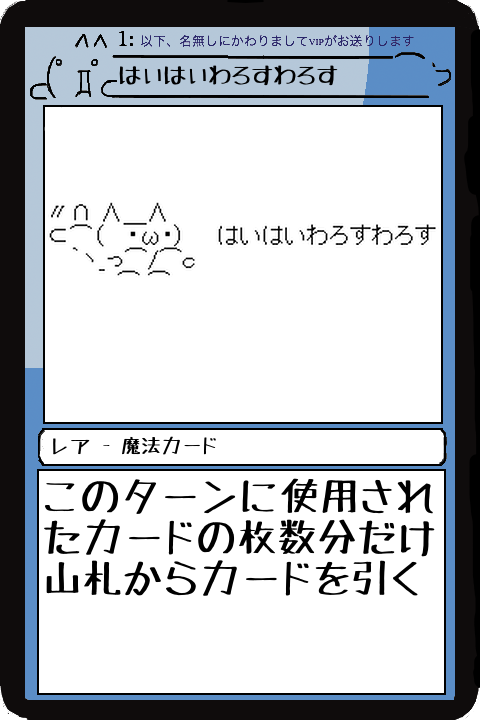 1: 以下、名無しにかわりましてVIPがお送りします
はいはいわろすわろす
〃∩ ∧＿∧
⊂⌒( ・ω・) はいはいわろすわろす
｀ヽ_っ⌒/⌒c
⌒ ⌒
レア - 魔法カード
このターンに使用され
たカードの枚数分だけ
山札からカードを引く